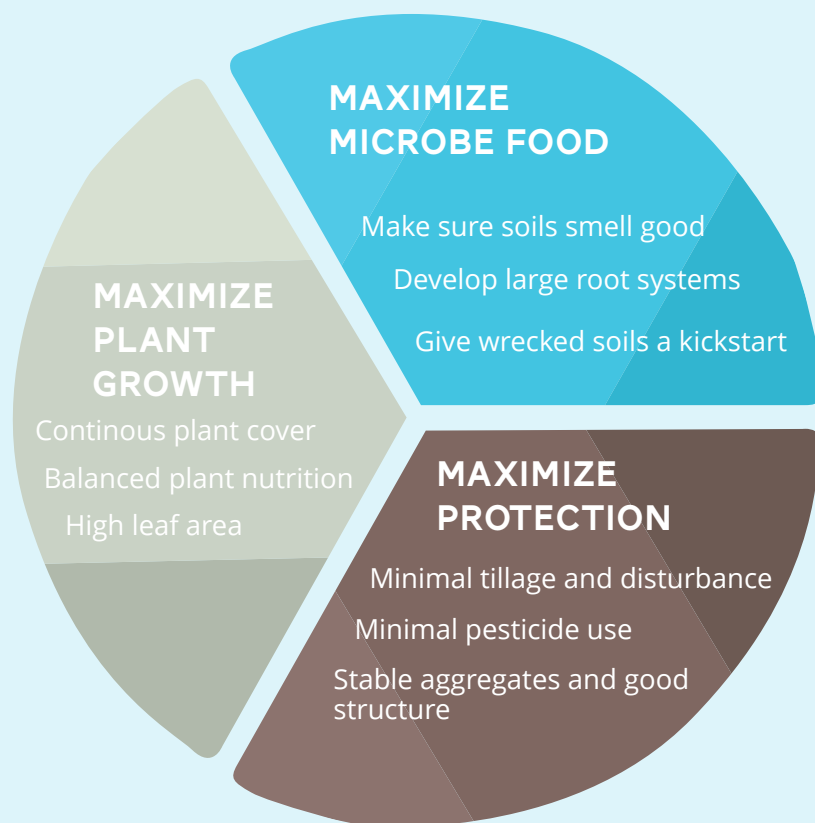 MAXIMIZE
MICROBE FOOD
Make sure soils smell good
Develop large root systems
Give wrecked soils a kickstart
MAXIMIZE
PLANT
GROWTH
Continous plant cover
Balanced plant nutrition
High leaf area
MAXIMIZE
PROTECTION
Minimal tillage and disturbance
Minimal pesticide use
Stable aggregates and good
structure